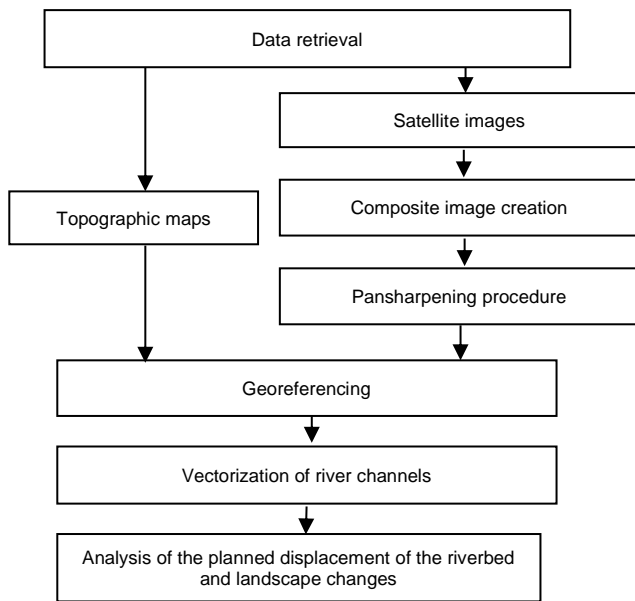 Data retrieval
Satellite images
Composite image creation
Topographic maps
Pansharpening procedure
Georeferencing
Vectorization of river channels
Analysis of the planned displacement of the riverbed
and landscape changes